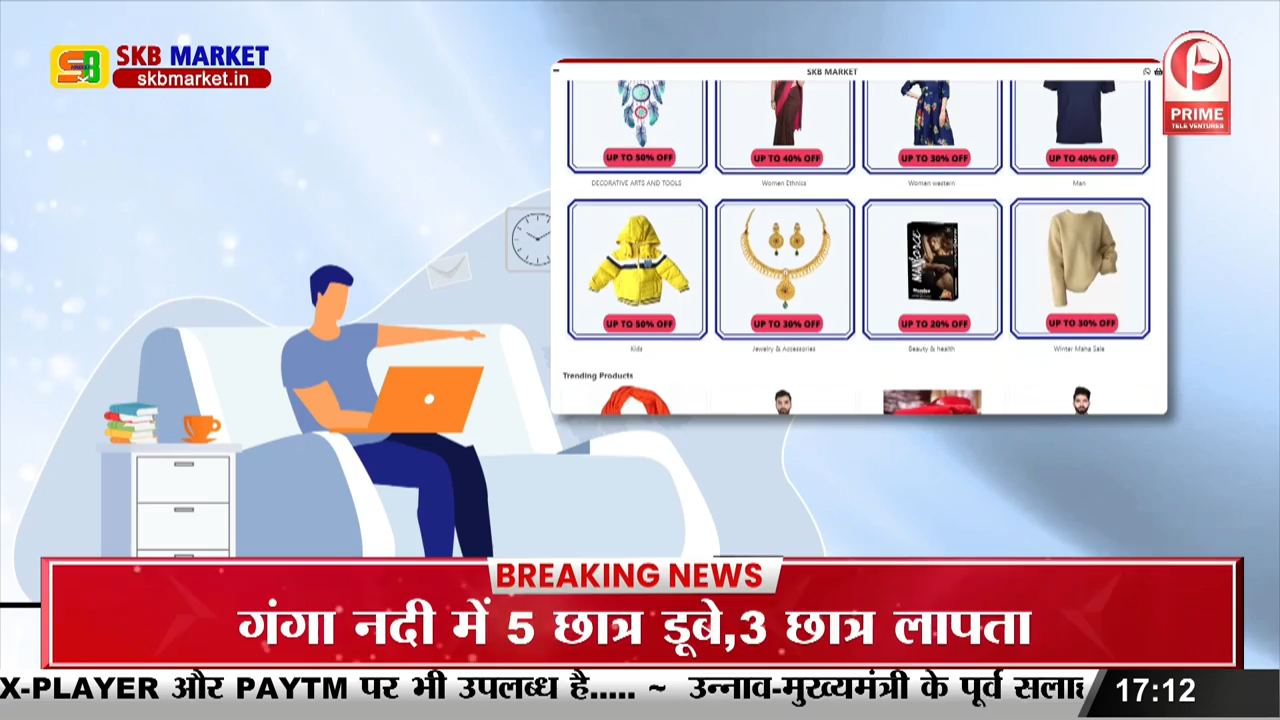 SKB MARKET
skbmarket.in
SKB MARKET
PRIME
TELE VENTURES
UP TO 50% OFF
UP TO 40% OFF
UP TO 30% OFF
UP TO 40% OFF
DECORATIVE ARTS AND TOOLS
Women Ethnics
Women western
Man
MANFORCE
UP TO 50% OFF
UP TO 30% OFF
UP TO 20% OFF
UP TO 30% OFF
Kids
Jewelry & Accessories
Beauty & health
Winter Maha Sale
Trending Products
BREAKING NEWS
गंगा नदी में 5 छात्र डूबे,3 छात्र लापता
X-PLAYER और PAYTM पर भी उपलब्ध है..... ~ उन्नाव-मुख्यमंत्री के पूर्व सलाह
17:12